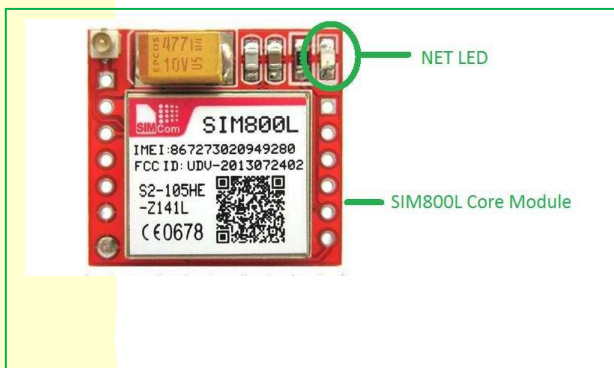 EPCOS
477
10V
NET LED
SIMCom
SIM800L
IMEI:867273020949280
FCC ID: UDV-2013072402
S2-105HE
-Z141L
CE0678
SIM800L Core Module